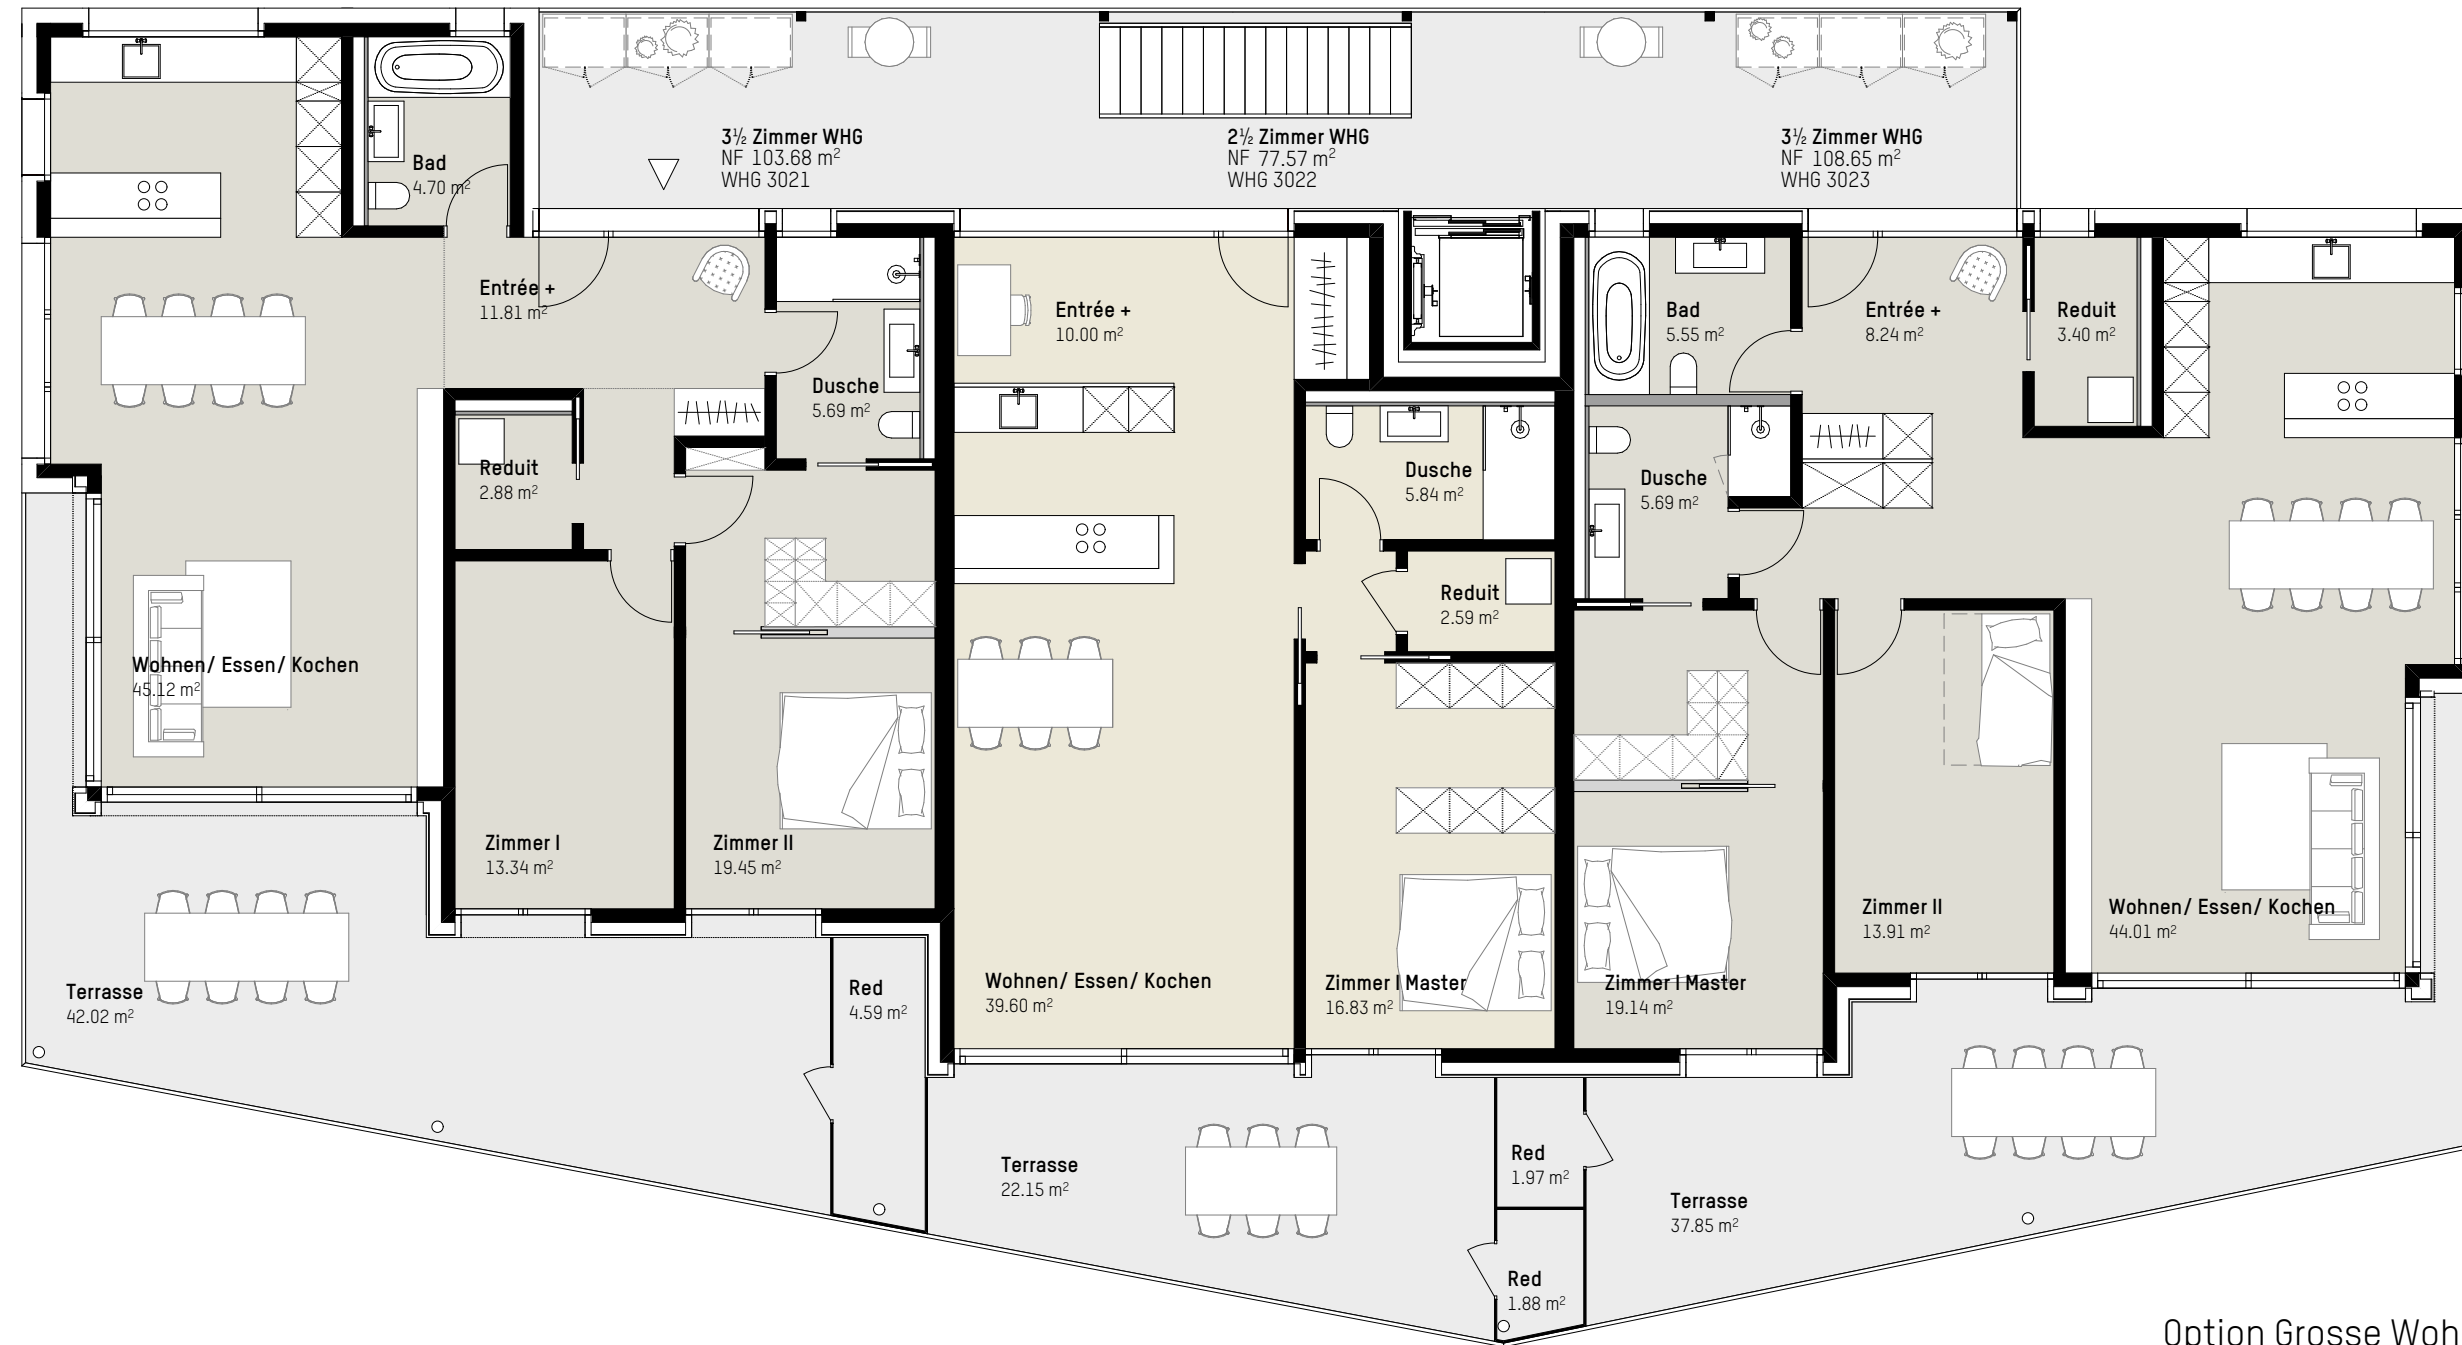 3½ Zimmer WHG
NF 103.68 m²
WHG 3021
2½ Zimmer WHG
NF 77.57 m²
WHG 3022
3½ Zimmer WHG
NF 108.65 m²
WHG 3023
Bad
4.70 m²
Entrée +
11.81 m²
Dusche
5.69 m²
Reduit
2.88 m²
Wohnen/ Essen/ Kochen
45.12 m²
Zimmer I
13.34 m²
Zimmer II
19.45 m²
Terrasse
42.02 m²
Red
4.59 m²
Entrée +
10.00 m²
Dusche
5.84 m²
Reduit
2.59 m²
Wohnen/ Essen/ Kochen
39.60 m²
Zimmer I Master
16.83 m²
Terrasse
22.15 m²
Red
1.97 m²
Red
1.88 m²
Bad
5.55 m²
Entrée +
8.24 m²
Reduit
3.40 m²
Dusche
5.69 m²
Zimmer I Master
19.14 m²
Zimmer II
13.91 m²
Wohnen/ Essen/ Kochen
44.01 m²
Terrasse
37.85 m²
Option Grosse Woh